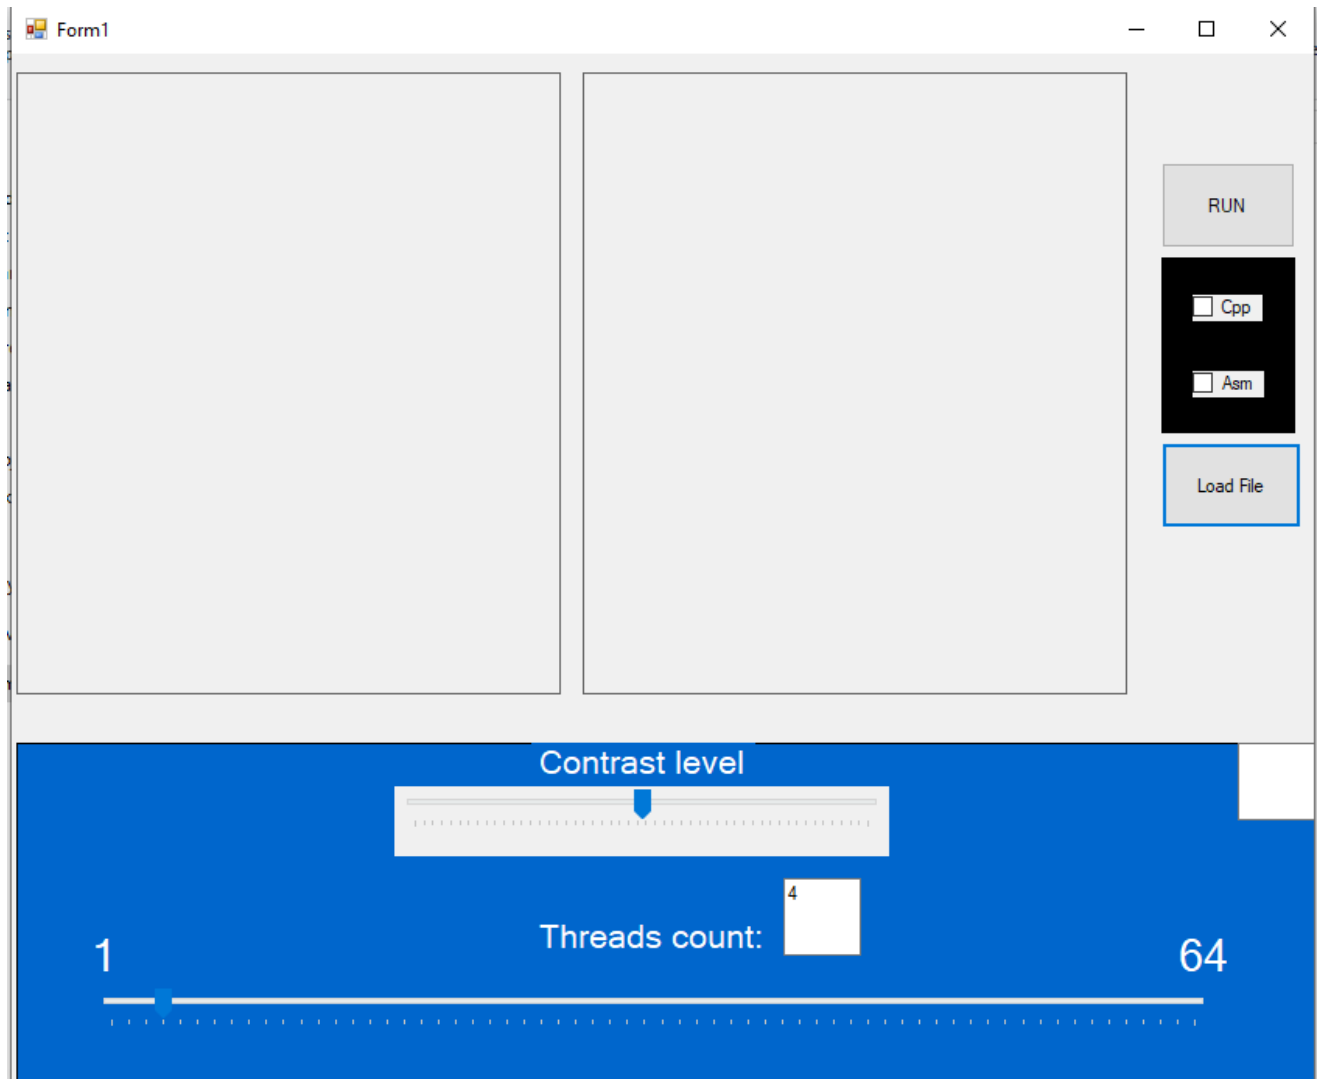 Form1
RUN
Cpp
Asm
Load File
Contrast level
4
Threads count:
1
64